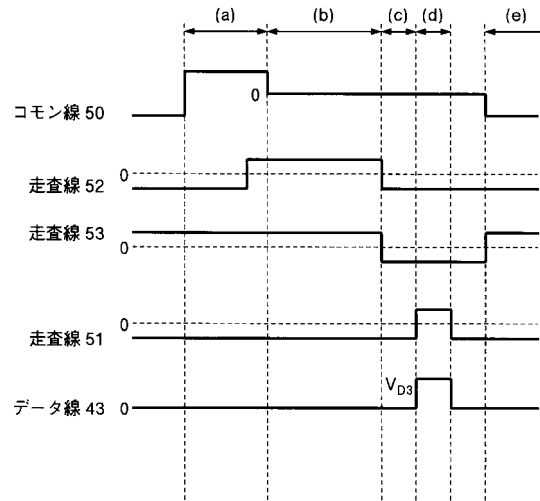 (a) (b) (c) (d) (e)
0
コモン線 50
0
走査線 52
走査線 53
0
0
走査線 51
V_D3
データ線 43 0